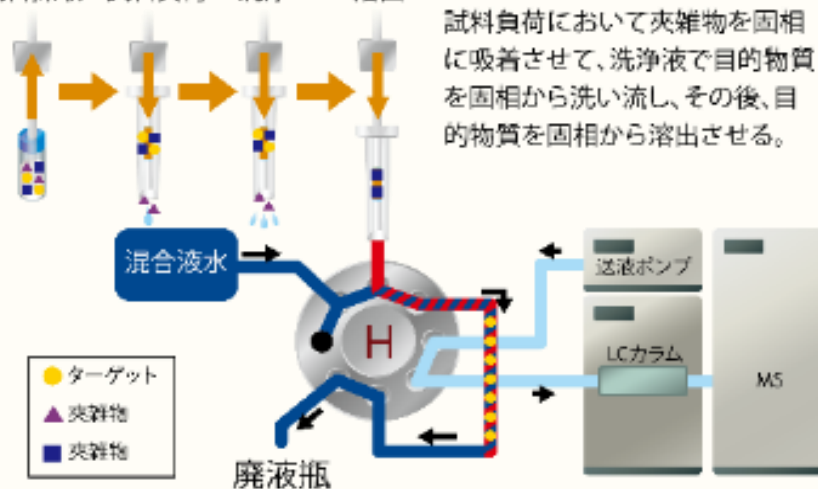 試料負荷において夾雑物を固相
に吸着させて、洗浄液で目的物質
を固相から洗い流し、その後、目
的物質を固相から溶出させる。
混合液水
送液ポンプ
H
LCカラム
MS
ターゲット
夾雑物
夾雑物
廃液瓶